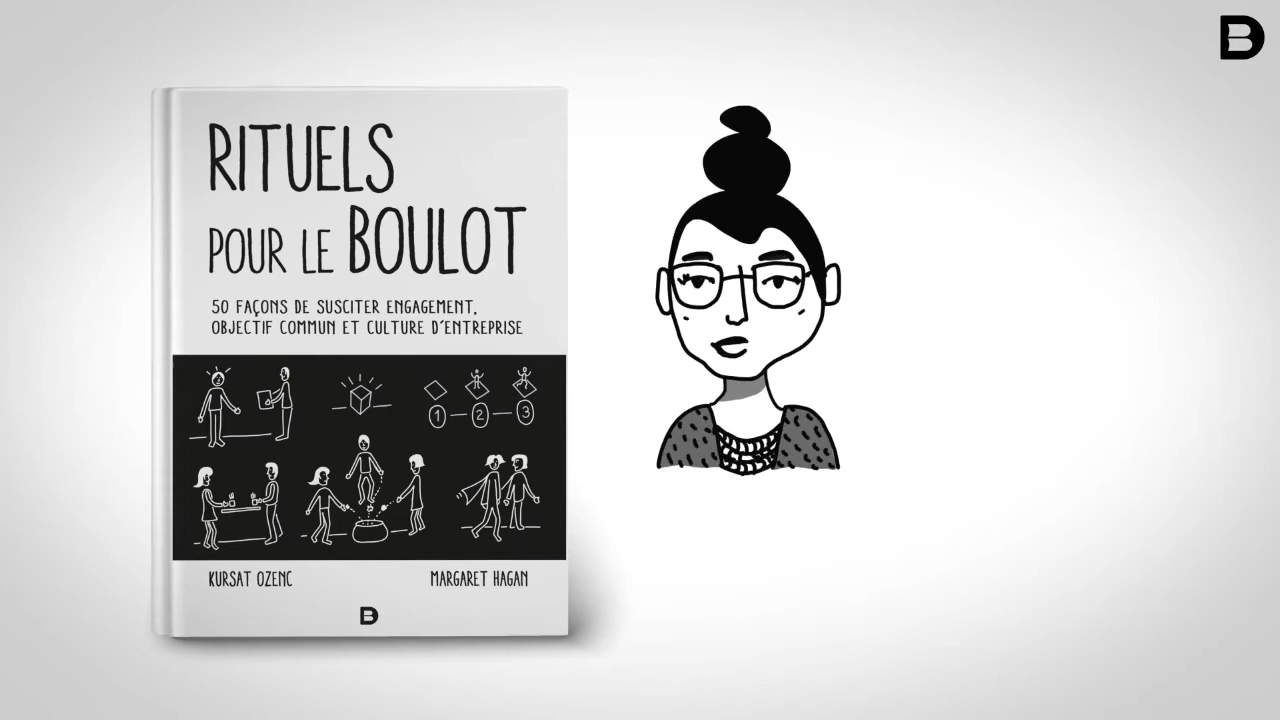 RITUELS
POUR LE BOULOT
50 FAÇONS DE SUSCITER ENGAGEMENT,
OBJECTIF COMMUN ET CULTURE D'ENTREPRISE
1 2 3
KURSAT OZENC MARGARET HAGAN